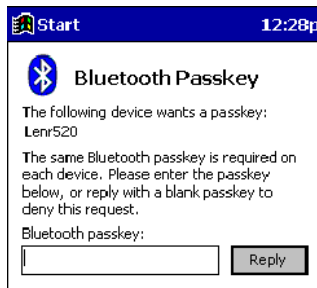 Start 12:28p
Bluetooth Passkey
The following device wants a passkey:
Lenr520
The same Bluetooth passkey is required on
each device. Please enter the passkey
below, or reply with a blank passkey to
deny this request.
Bluetooth passkey:
Reply